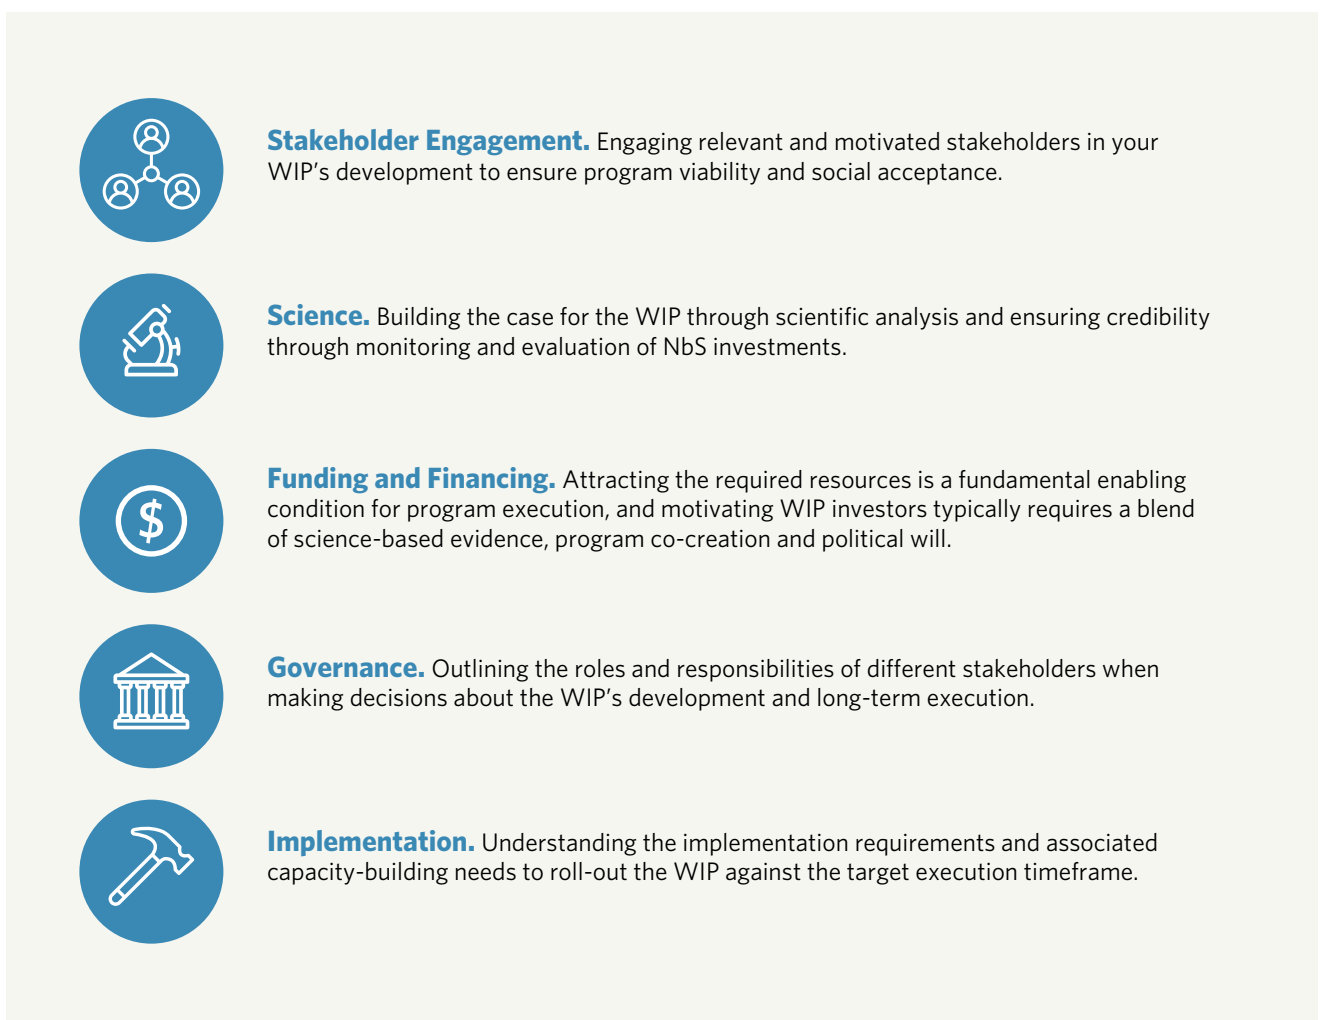 Stakeholder Engagement. Engaging relevant and motivated stakeholders in your
WIP's development to ensure program viability and social acceptance.
Science. Building the case for the WIP through scientific analysis and ensuring credibility
through monitoring and evaluation of NbS investments.
Funding and Financing. Attracting the required resources is a fundamental enabling
condition for program execution, and motivating WIP investors typically requires a blend
of science-based evidence, program co-creation and political will.
Governance. Outlining the roles and responsibilities of different stakeholders when
making decisions about the WIP's development and long-term execution.
Implementation. Understanding the implementation requirements and associated
capacity-building needs to roll-out the WIP against the target execution timeframe.